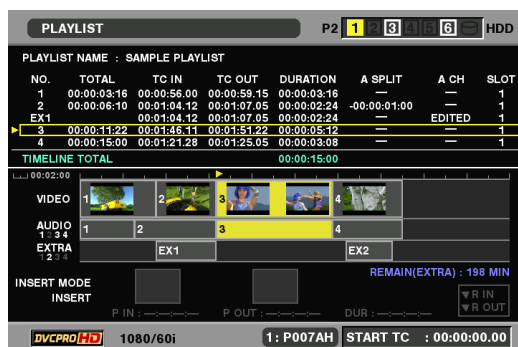 PLAYLIST P2 1 2 3 4 5 6 HDD
PLAYLIST NAME : SAMPLE PLAYLIST
NO. TOTAL TC IN TC OUT DURATION A SPLIT A CH SLOT
1 00:00:03:16 00:00:56.00 00:00:59.15 00:00:03:16 — — 1
2 00:00:06:10 00:01:04.12 00:01:07.05 00:00:02:24 -00:00:01:00 — 1
EX1 00:01:04.12 00:01:07.05 00:00:02:24 — EDITED 1
3 00:00:11:22 00:01:46.11 00:01:51.22 00:00:05:12 — — 1
4 00:00:15:00 00:01:21.28 00:01:25.05 00:00:03:08 — — 1
TIMELINE TOTAL 00:00:15:00
00:02:00
VIDEO 1 2 3 4
AUDIO 1 2 3 4
1 2 3 4
EXTRA EX1 EX2
1 2 3 4
REMAIN(EXTRA) : 198 MIN
INSERT MODE
INSERT
▼R IN
▼R OUT
P IN : --:--:--:-- P OUT : --:--:--:-- DUR : --:--:--:--
DVCPRO HD 1080/60i 1: P007AH START TC : 00:00:00.00